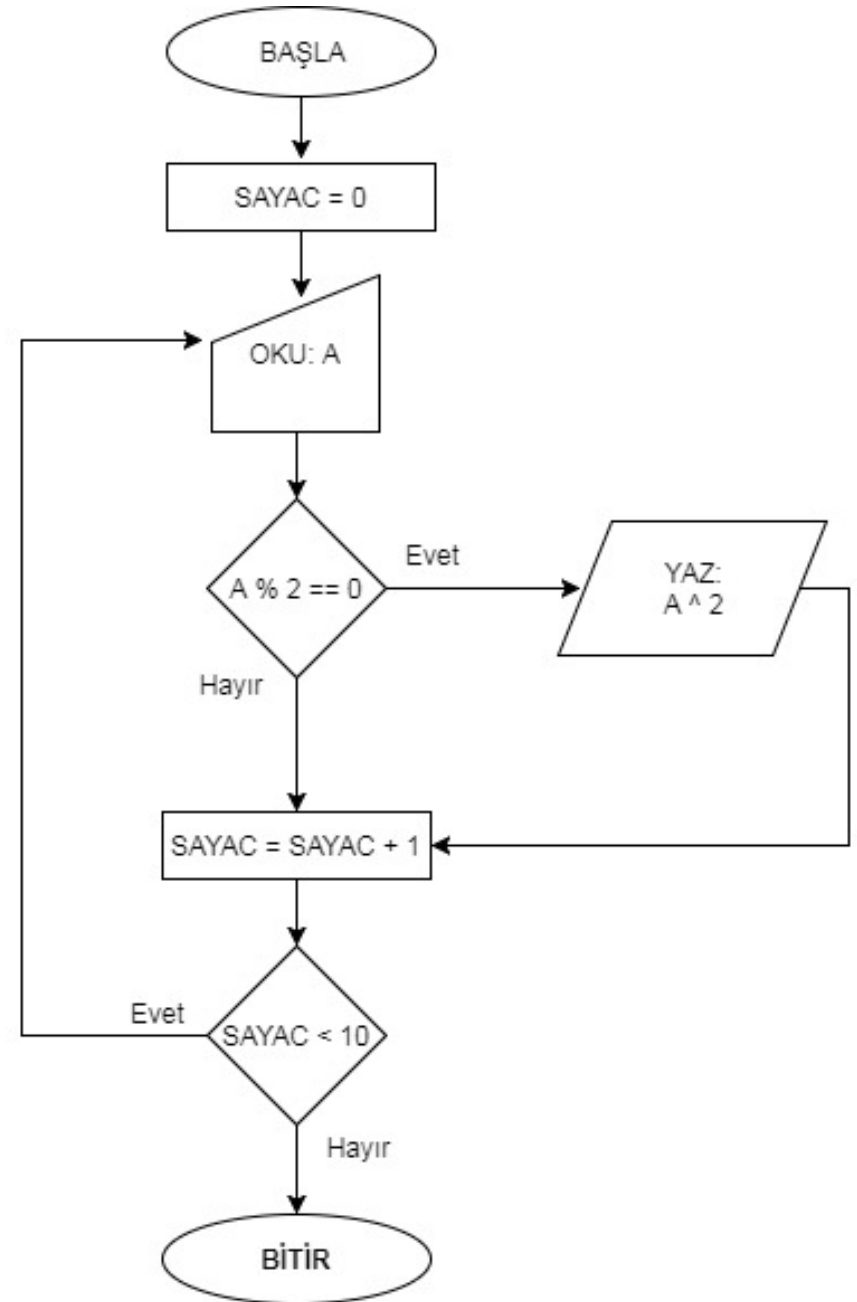 BAŞLA
SAYAC = 0
OKU: A
A % 2 == 0
Evet
YAZ:
A ^ 2
Hayır
SAYAC = SAYAC + 1
Evet
SAYAC < 10
Hayır
BİTİR